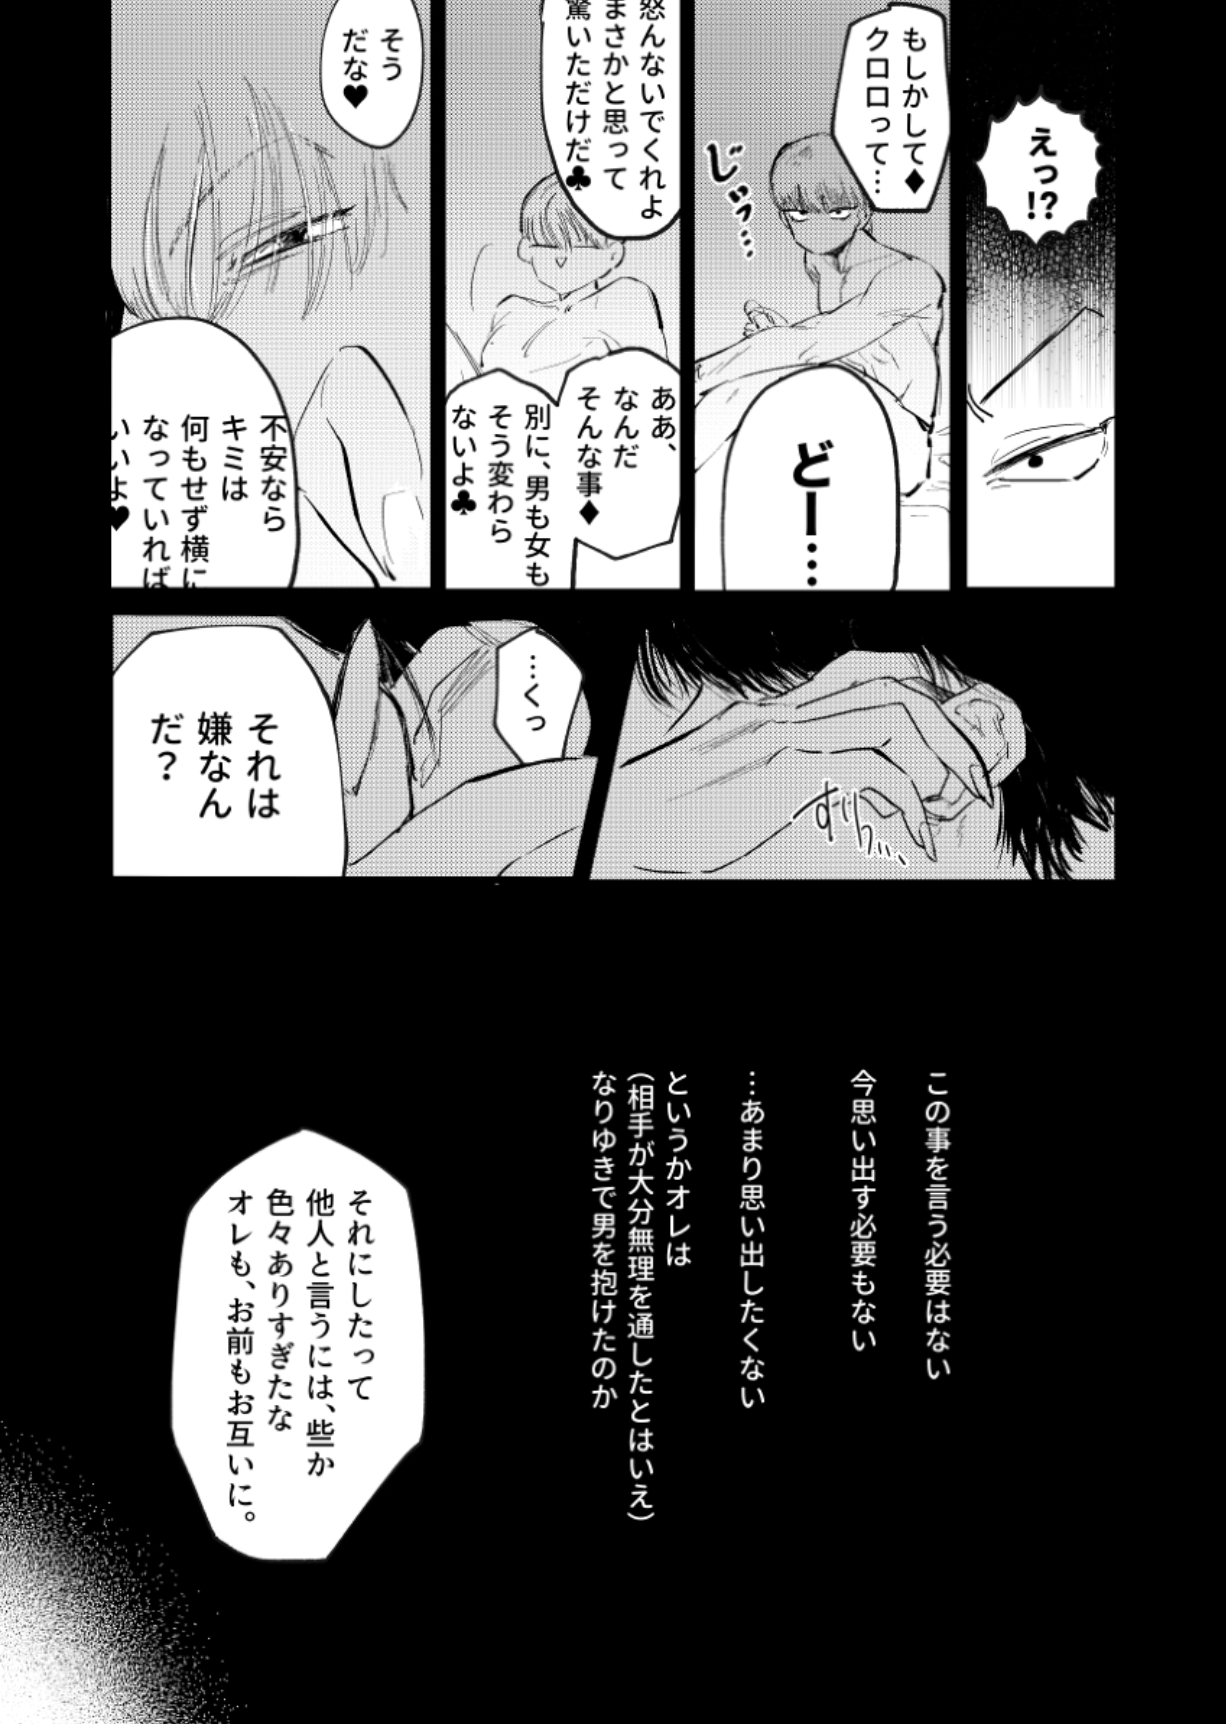 えっ!?
もしかして♦
クロロって…
じいっ…
どー…
怒んないでくれよ
まさかと思って
驚いただけだ♣
ああ、
なんだ
そんな事♦
別に、男も女も
そう変わら
ないよ♣
そう
だな♥
不安なら
キミは
何もせず横に
なっていれば
いいよ♥
すりっ…
…くっ
それは
嫌なん
だ？
この事を言う必要はない
今思い出す必要もない
…あまり思い出したくない
というかオレは
(相手が大分無理を通したとはいえ)
なりゆきで男を抱けたのか
それにしたって
他人と言うには、些か
色々ありすぎたな
オレも、お前もお互いに。